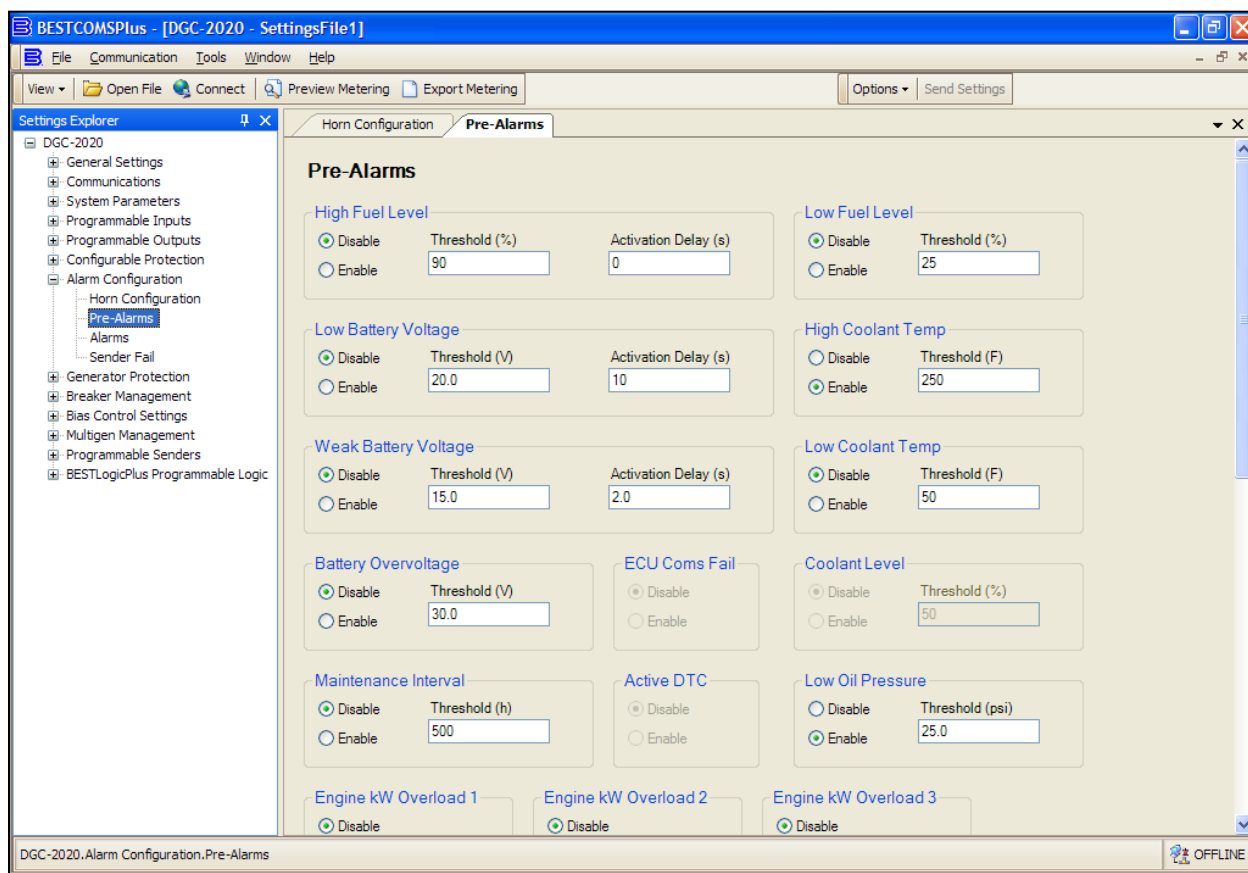 BESTCOMSPlus - [DGC-2020 - SettingsFile1]
File Communication Tools Window Help
View Open File Connect Preview Metering Export Metering Options Send Settings
Settings Explorer
DGC-2020
General Settings
Communications
System Parameters
Programmable Inputs
Programmable Outputs
Configurable Protection
Alarm Configuration
Horn Configuration
Pre-Alarms
Alarms
Sender Fail
Generator Protection
Breaker Management
Bias Control Settings
Multigen Management
Programmable Senders
BESTLogicPlus Programmable Logic
Horn Configuration Pre-Alarms
Pre-Alarms
High Fuel Level
Disable Threshold (%) Activation Delay (s)
Enable 90 0
Low Fuel Level
Disable Threshold (%)
Enable 25
Low Battery Voltage
Disable Threshold (V) Activation Delay (s)
Enable 20.0 10
High Coolant Temp
Disable Threshold (F)
Enable 250
Weak Battery Voltage
Disable Threshold (V) Activation Delay (s)
Enable 15.0 2.0
Low Coolant Temp
Disable Threshold (F)
Enable 50
Battery Overvoltage
Disable Threshold (V)
Enable 30.0
ECU Coms Fail
Disable
Enable
Coolant Level
Disable Threshold (%)
Enable 50
Maintenance Interval
Disable Threshold (h)
Enable 500
Active DTC
Disable
Enable
Low Oil Pressure
Disable Threshold (psi)
Enable 25.0
Engine kW Overload 1
Disable
Engine kW Overload 2
Disable
Engine kW Overload 3
Disable
DGC-2020.Alarm Configuration.Pre-Alarms OFFLINE